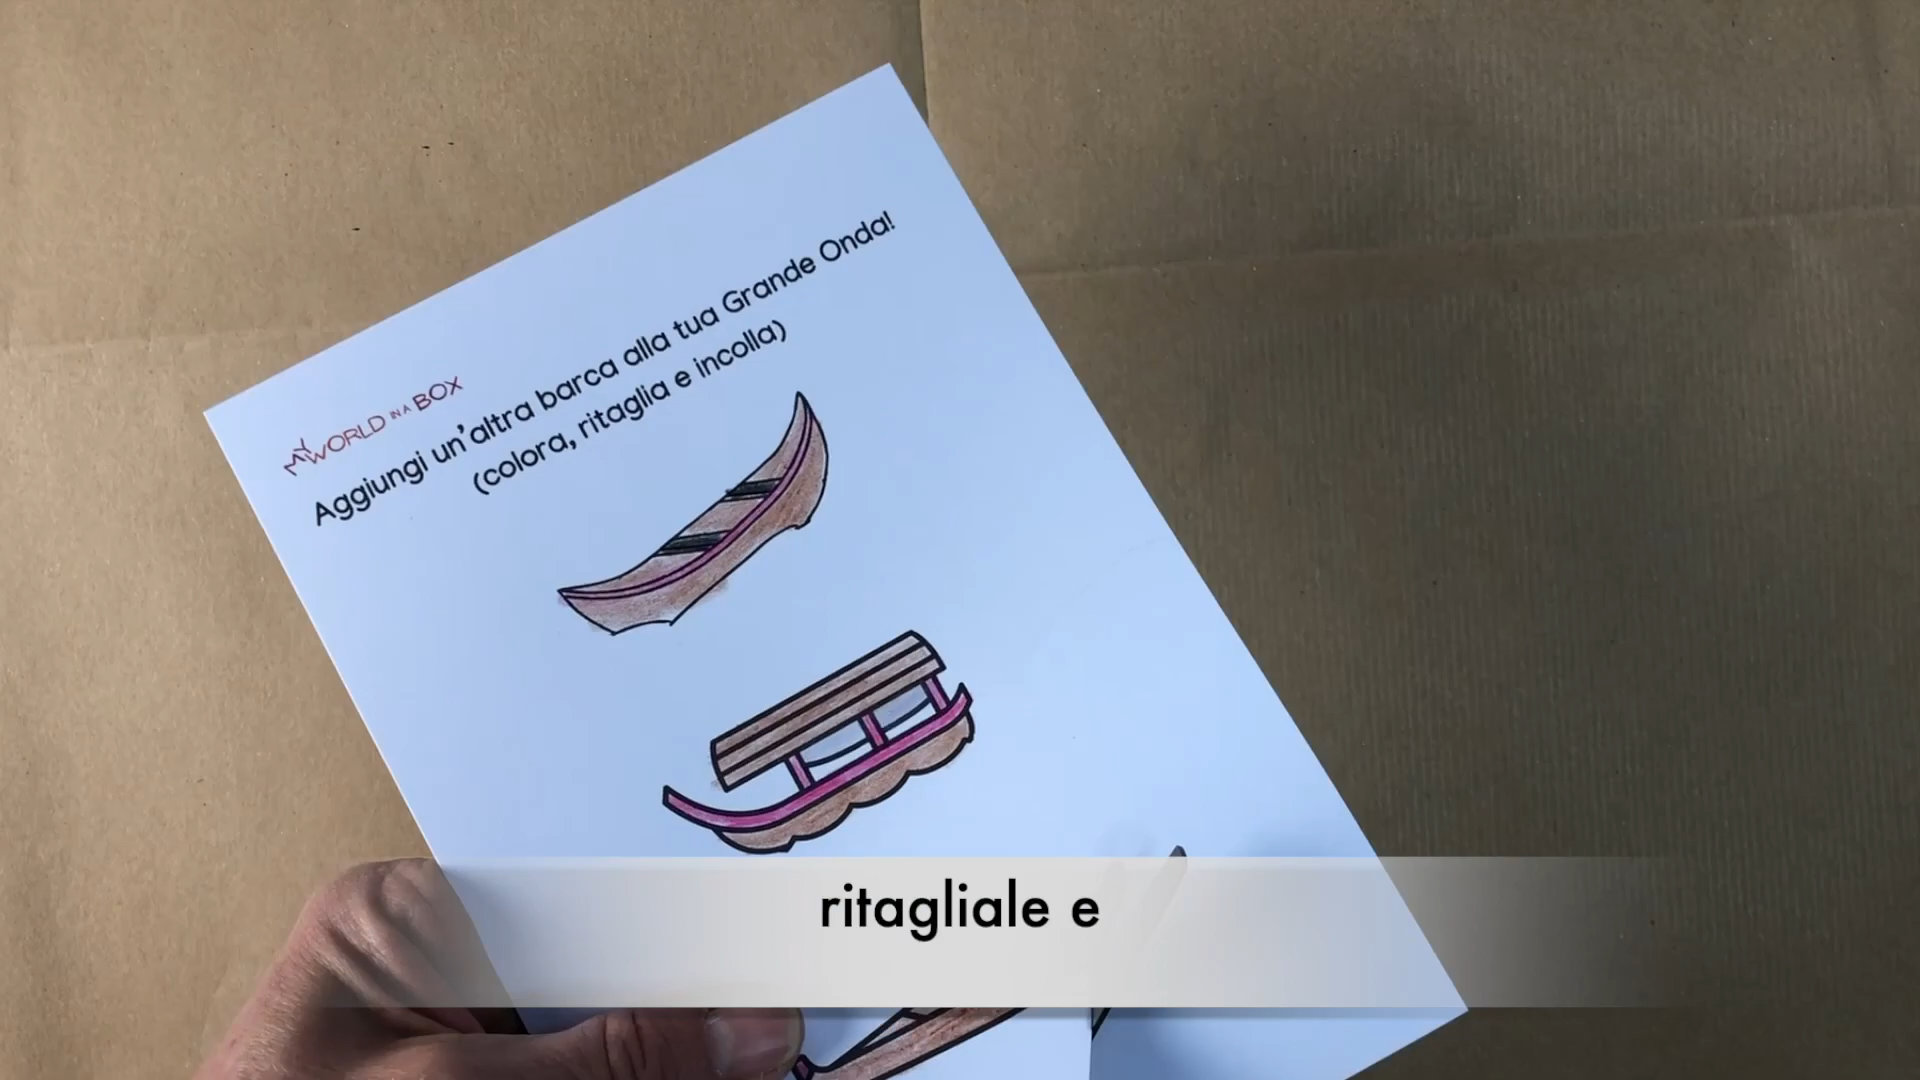 MY WORLD IN A BOX
Aggiungi un'altra barca alla tua Grande Onda!
(colora, ritaglia e incolla)
ritagliale e